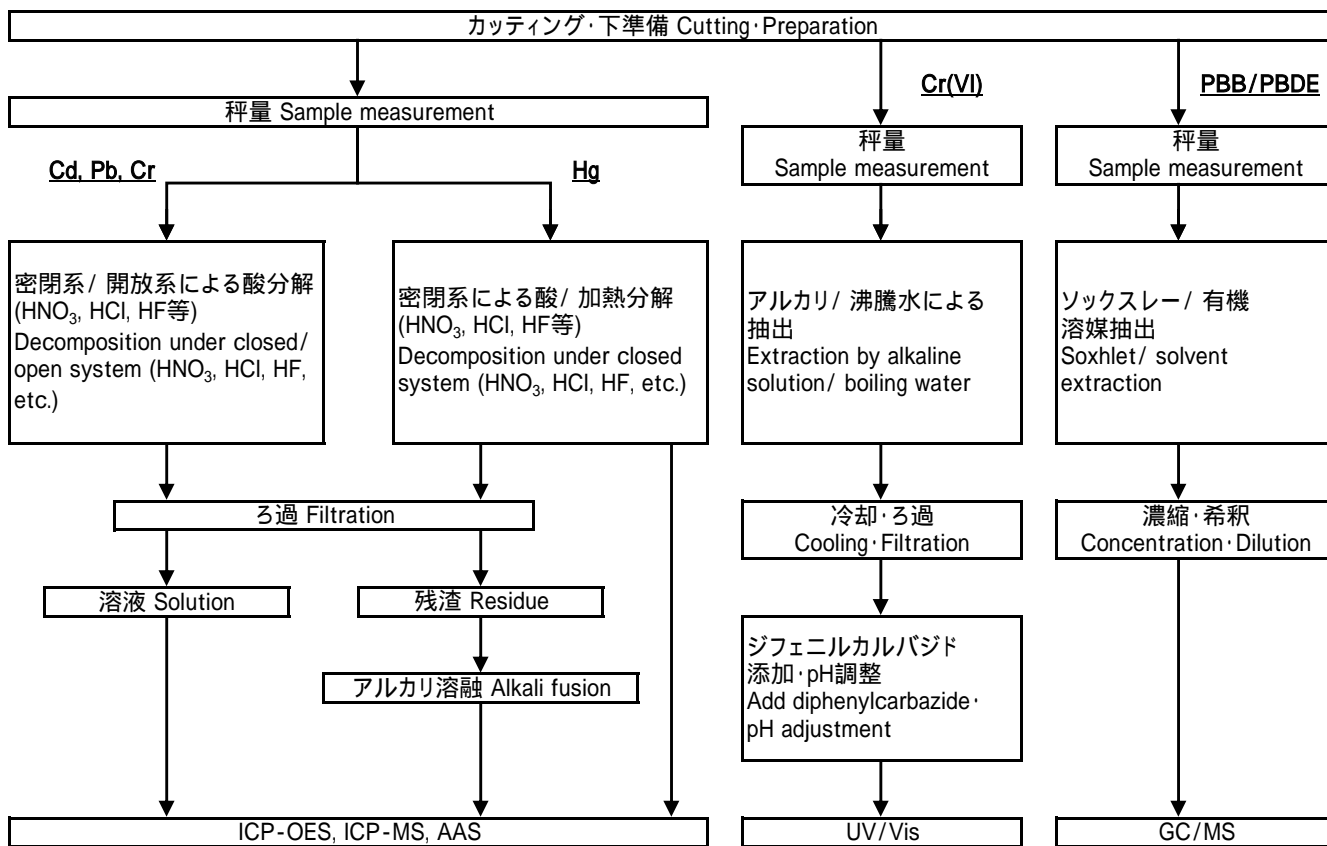 カッティング･下準備 Cutting･Preparation
Cr(VI)
PBB/PBDE
秤量 Sample measurement
秤量
Sample measurement
秤量
Sample measurement
Cd, Pb, Cr
Hg
密閉系/ 開放系による酸分解
(HNO₃, HCl, HF等)
Decomposition under closed/
open system (HNO₃, HCl, HF,
etc.)
密閉系による酸/ 加熱分解
(HNO₃, HCl, HF等)
Decomposition under closed
system (HNO₃, HCl, HF, etc.)
アルカリ/ 沸騰水による
抽出
Extraction by alkaline
solution/ boiling water
ソックスレー/ 有機
溶媒抽出
Soxhlet/ solvent
extraction
ろ過 Filtration
冷却･ろ過
Cooling･Filtration
濃縮･希釈
Concentration･Dilution
溶液 Solution
残渣 Residue
アルカリ溶融 Alkali fusion
ジフェニルカルバジド
添加･pH調整
Add diphenylcarbazide･
pH adjustment
ICP-OES, ICP-MS, AAS
UV/Vis
GC/MS